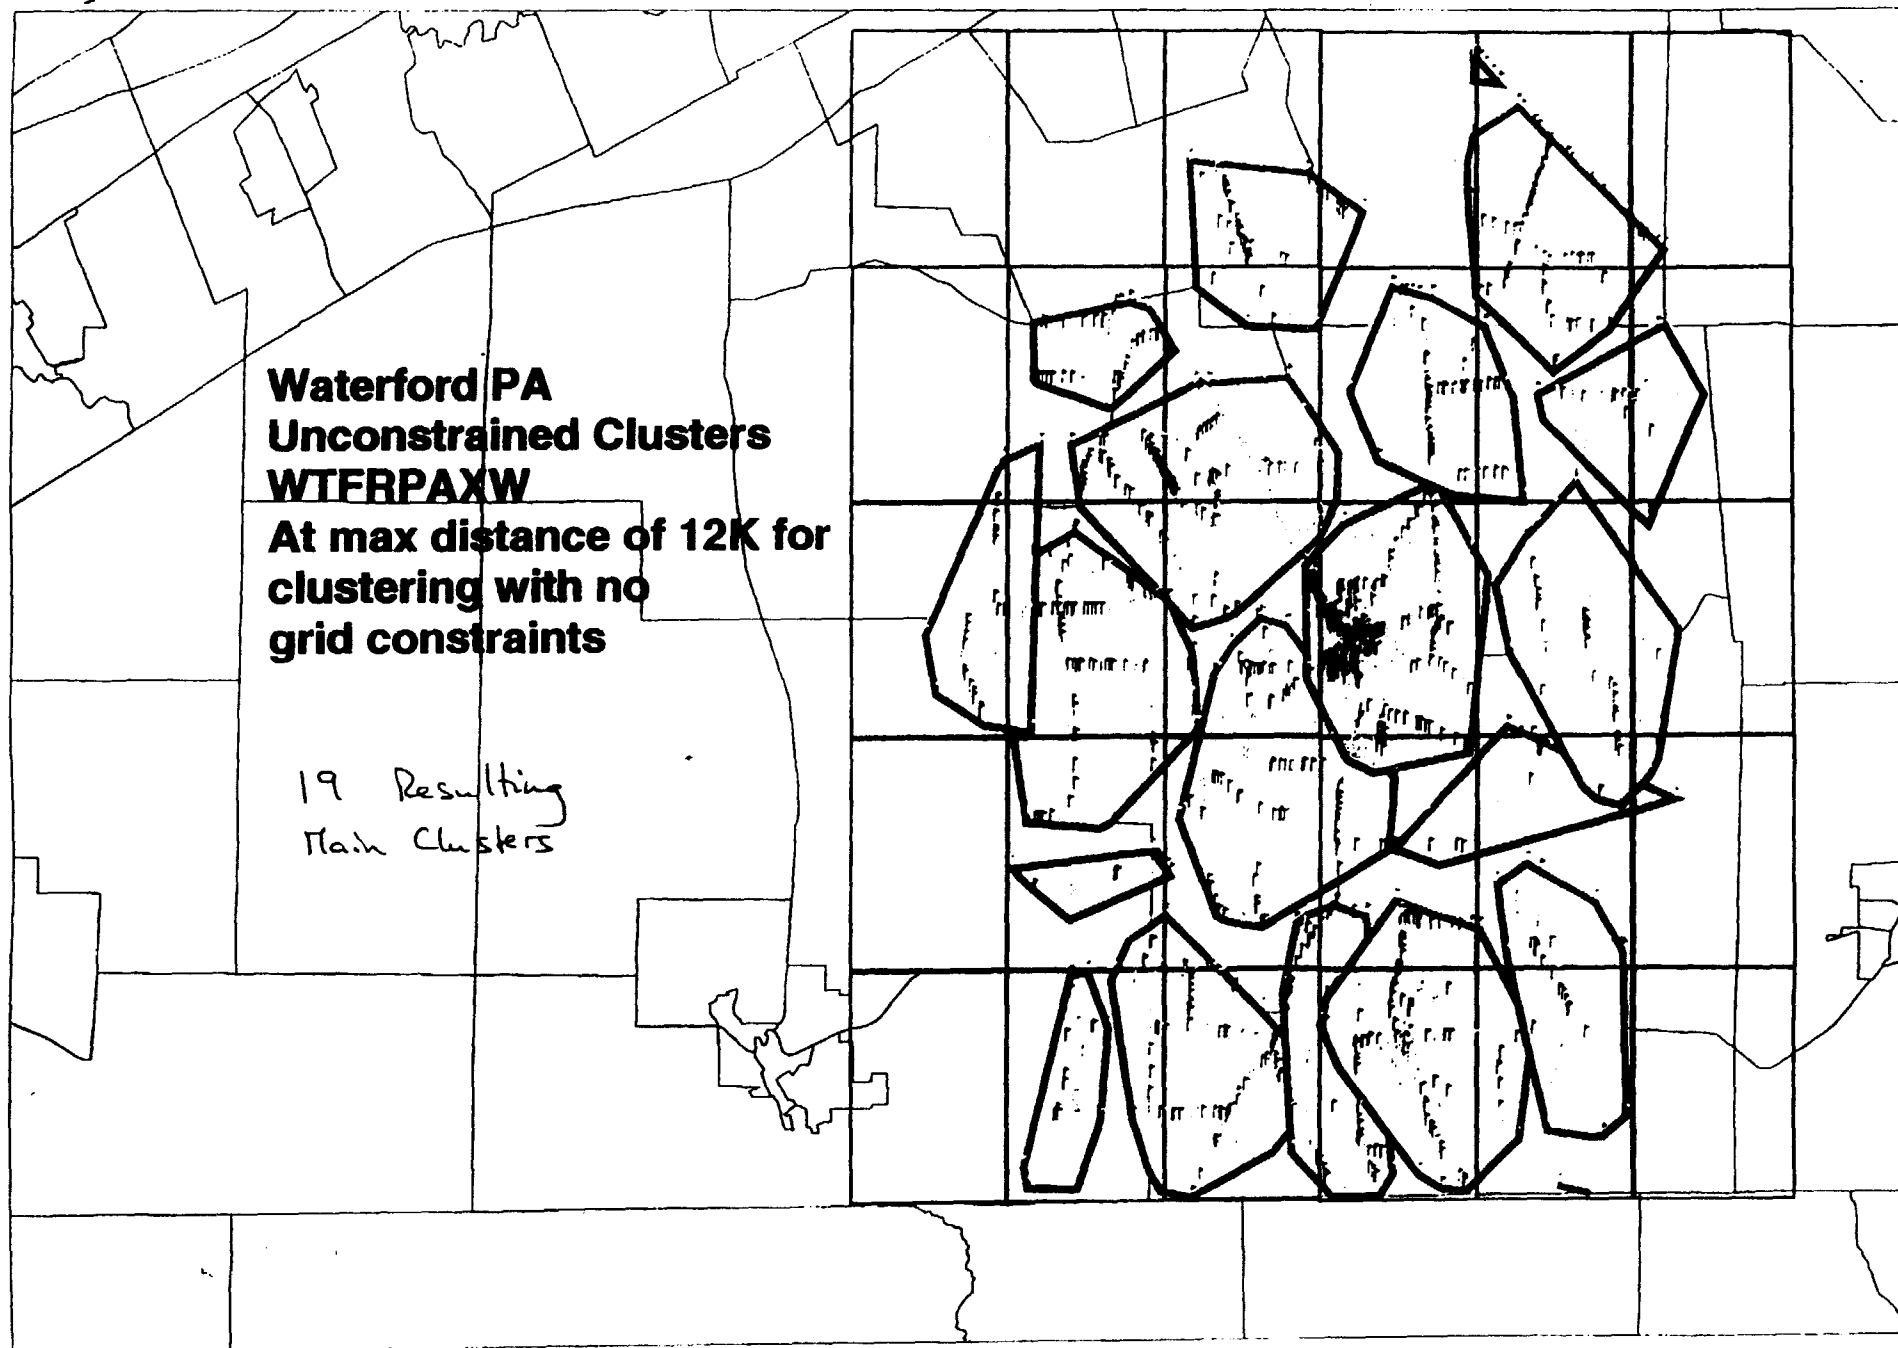 Waterford PA
Unconstrained Clusters
WTFRPAXW
At max distance of 12K for
clustering with no
grid constraints
19 Resulting
Main Clusters